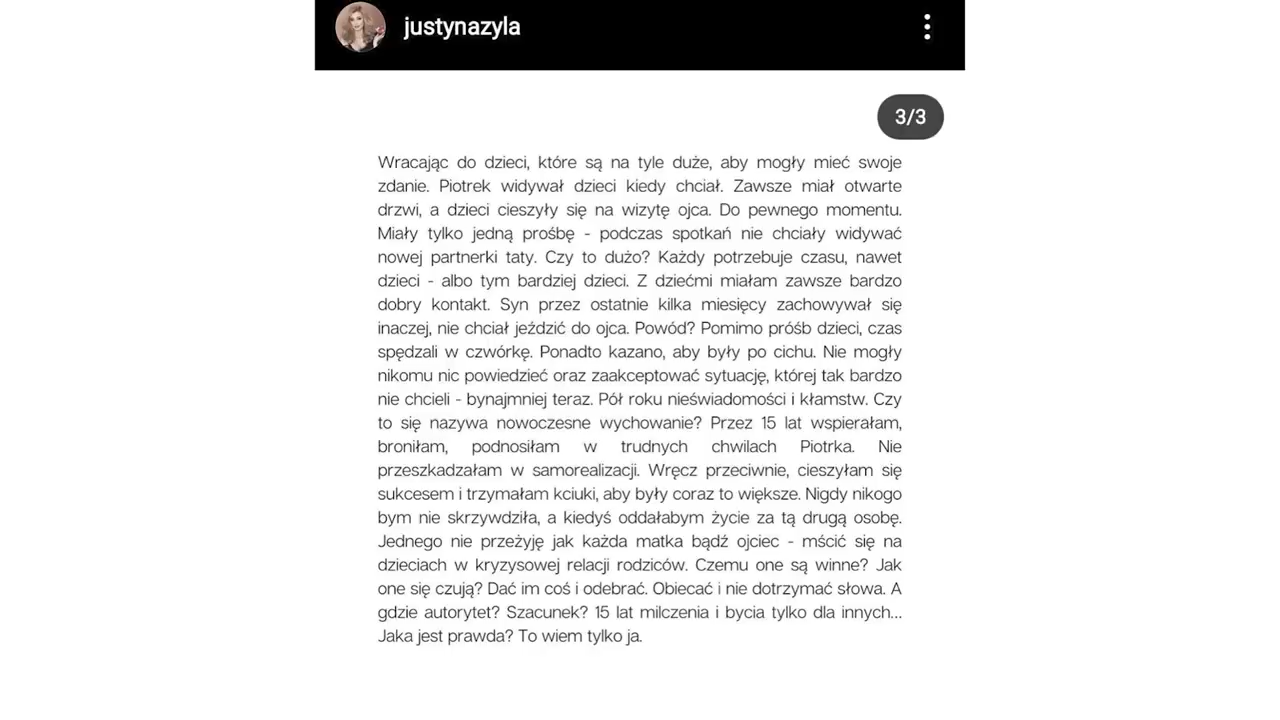 justynazyla
3/3
Wracając do dzieci, które są na tyle duże, aby mogły mieć swoje
zdanie. Piotrek widywał dzieci kiedy chciał. Zawsze miał otwarte
drzwi, a dzieci cieszyły się na wizytę ojca. Do pewnego momentu.
Miały tylko jedną prośbę - podczas spotkań nie chciały widywać
nowej partnerki taty. Czy to dużo? Każdy potrzebuje czasu, nawet
dzieci - albo tym bardziej dzieci. Z dziećmi miałam zawsze bardzo
dobry kontakt. Syn przez ostatnie kilka miesięcy zachowywał się
inaczej, nie chciał jeździć do ojca. Powód? Pomimo próśb dzieci, czas
spędzali w czwórkę. Ponadto kazano, aby były po cichu. Nie mogły
nikomu nic powiedzieć oraz zaakceptować sytuację, której tak bardzo
nie chcieli - bynajmniej teraz. Pół roku nieświadomości i kłamstw. Czy
to się nazywa nowoczesne wychowanie? Przez 15 lat wspierałam,
broniłam, podnosiłam w trudnych chwilach Piotrka. Nie
przeszkadzałam w samorealizacji. Wręcz przeciwnie, cieszyłam się
sukcesem i trzymałam kciuki, aby były coraz to większe. Nigdy nikogo
bym nie skrzywdziła, a kiedyś oddałabym życie za tą drugą osobę.
Jednego nie przeżyję jak każda matka bądź ojciec - mścić się na
dzieciach w kryzysowej relacji rodziców. Czemu one są winne? Jak
one się czują? Dać im coś i odebrać. Obiecać i nie dotrzymać słowa. A
gdzie autorytet? Szacunek? 15 lat milczenia i bycia tylko dla innych...
Jaka jest prawda? To wiem tylko ja.